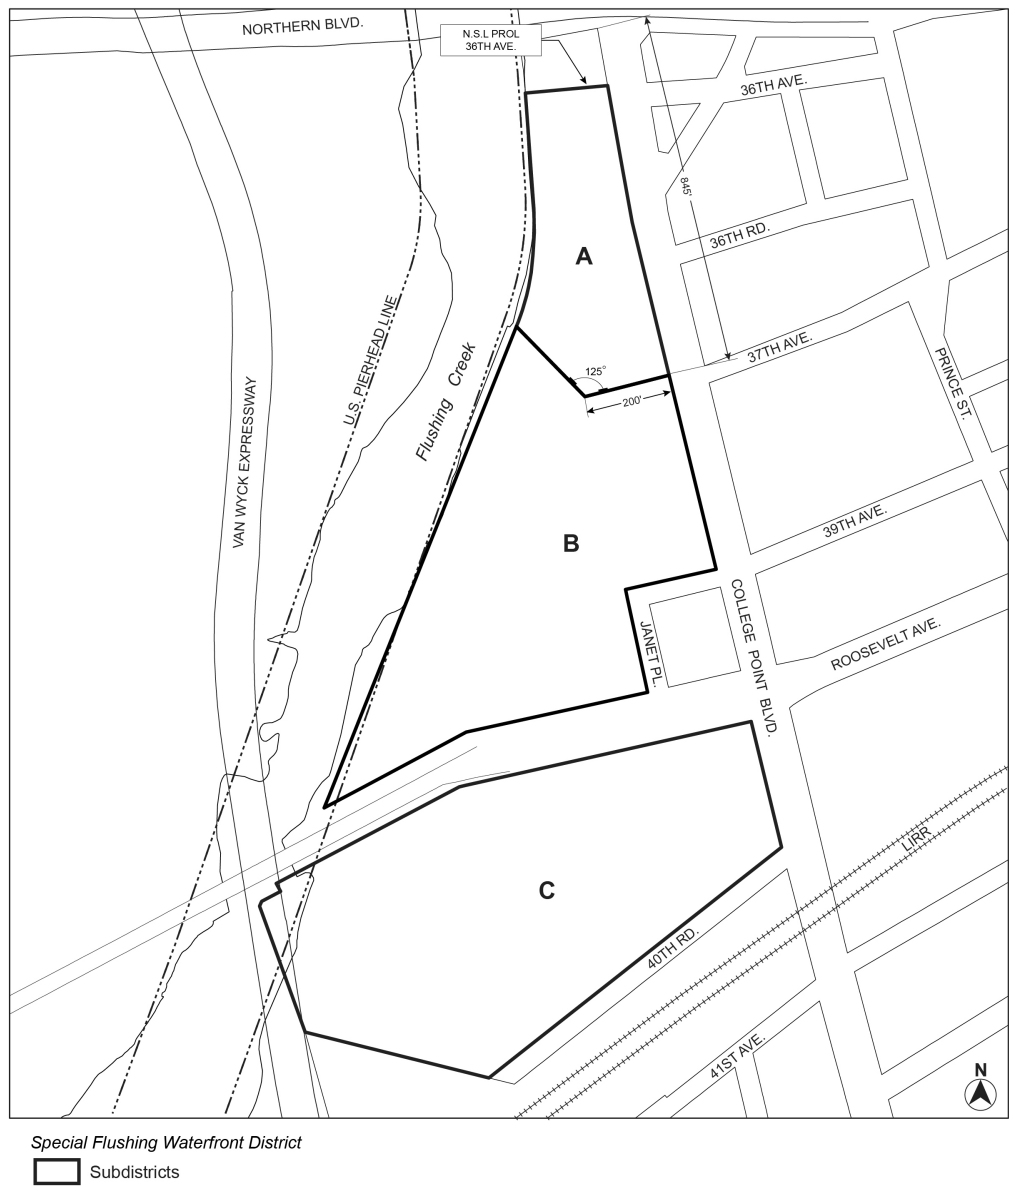 NORTHERN BLVD.
N.S.L PROL
36TH AVE.
36TH AVE.
845'
36TH RD.
A
U.S. PIERHEAD LINE
Flushing Creek
37TH AVE.
125°
200'
PRINCE ST.
VAN WYCK EXPRESSWAY
39TH AVE.
B
COLLEGE POINT BLVD.
JANET PL.
ROOSEVELT AVE.
LIRR
C
40TH RD.
41ST AVE.
N
Special Flushing Waterfront District
Subdistricts